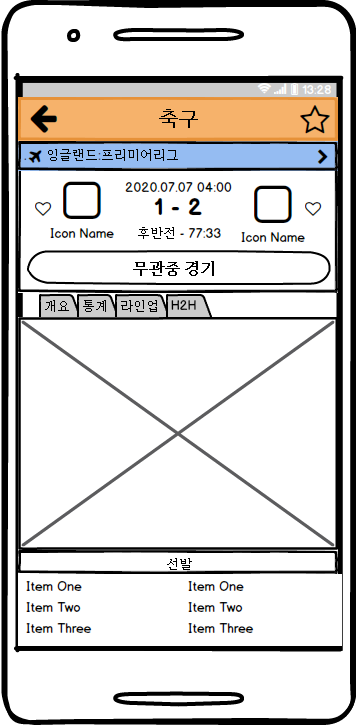 13:28
축구
잉글랜드:프리미어리그
2020.07.07 04:00
1 - 2
후반전 - 77:33
Icon Name
Icon Name
무관중 경기
개요 통계 라인업 H2H
선발
Item One Item One
Item Two Item Two
Item Three Item Three